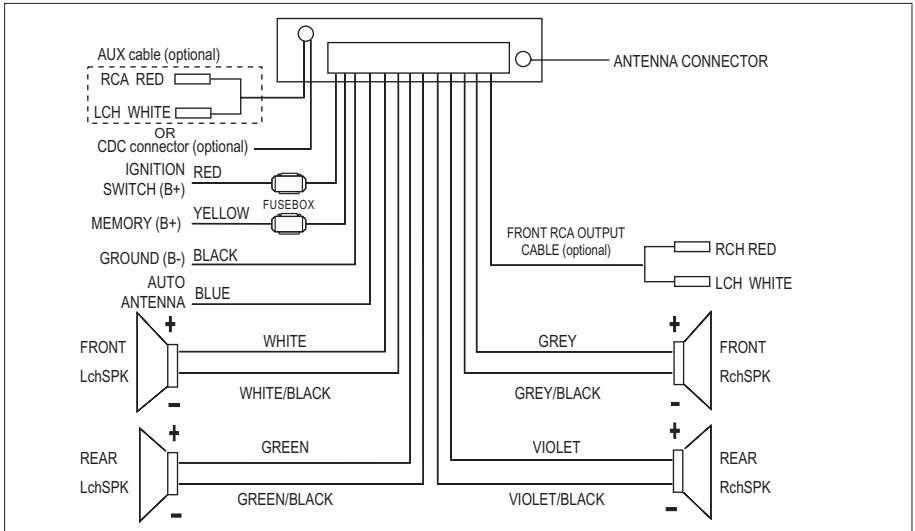 AUX cable (optional)
RCA RED
LCH WHITE
OR
CDC connector (optional)
IGNITION
SWITCH (B+)
RED
FUSEBOX
MEMORY (B+)
YELLOW
GROUND (B-)
BLACK
AUTO
ANTENNA
BLUE
ANTENNA CONNECTOR
FRONT RCA OUTPUT
CABLE (optional)
RCH RED
LCH WHITE
+
FRONT
LchSPK
-
WHITE
WHITE/BLACK
+
REAR
LchSPK
-
GREEN
GREEN/BLACK
GREY
GREY/BLACK
+
FRONT
RchSPK
-
VIOLET
VIOLET/BLACK
+
REAR
RchSPK
-